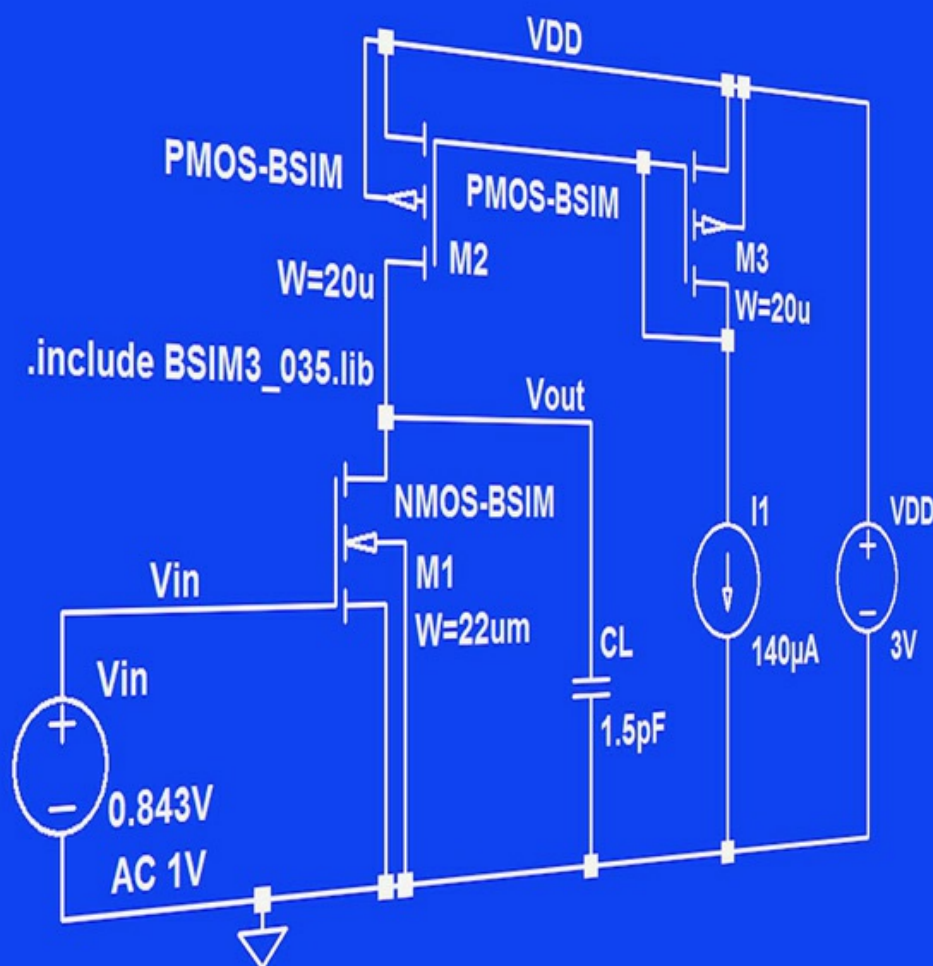 VDD
PMOS-BSIM
PMOS-BSIM
M2
M3
W=20u
W=20u
.include BSIM3_035.lib
Vout
NMOS-BSIM
I1
VDD
Vin
M1
W=22um
CL
140µA
3V
Vin
1.5pF
0.843V
AC 1V